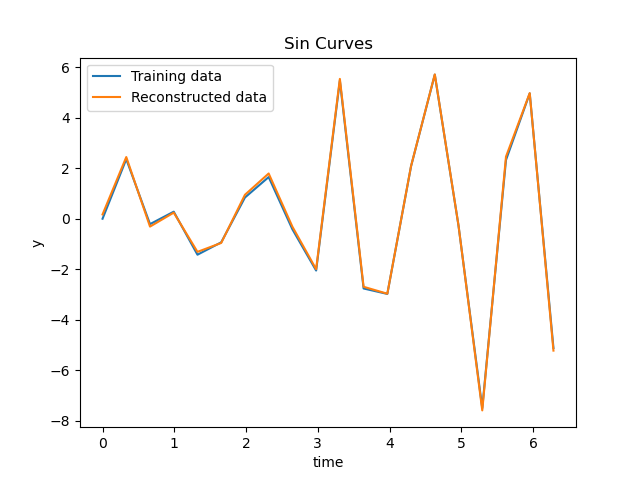 Sin Curves
Training data
Reconstructed data
6
4
2
0
−2
−4
−6
−8
y
0 1 2 3 4 5 6
time